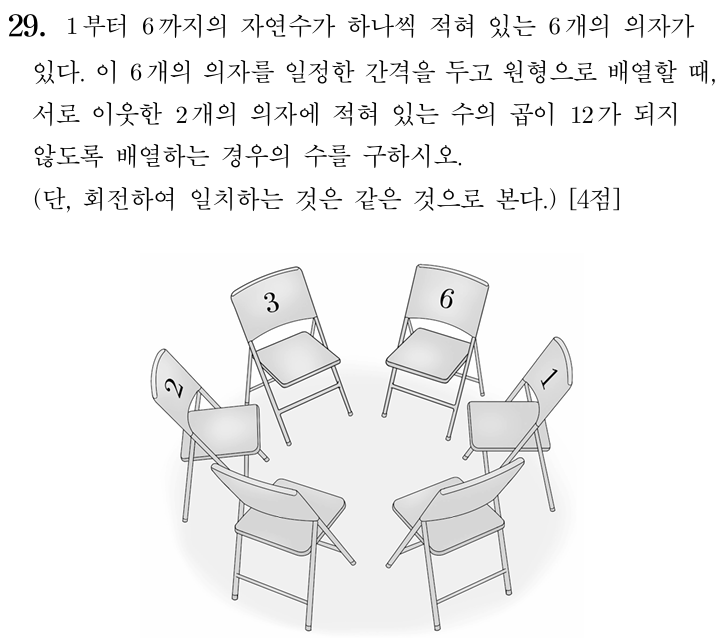 29. 1부터 6까지의 자연수가 하나씩 적혀 있는 6개의 의자가
있다. 이 6개의 의자를 일정한 간격을 두고 원형으로 배열할 때,
서로 이웃한 2개의 의자에 적혀 있는 수의 곱이 12가 되지
않도록 배열하는 경우의 수를 구하시오.
(단, 회전하여 일치하는 것은 같은 것으로 본다.) [4점]
3
6
2
1